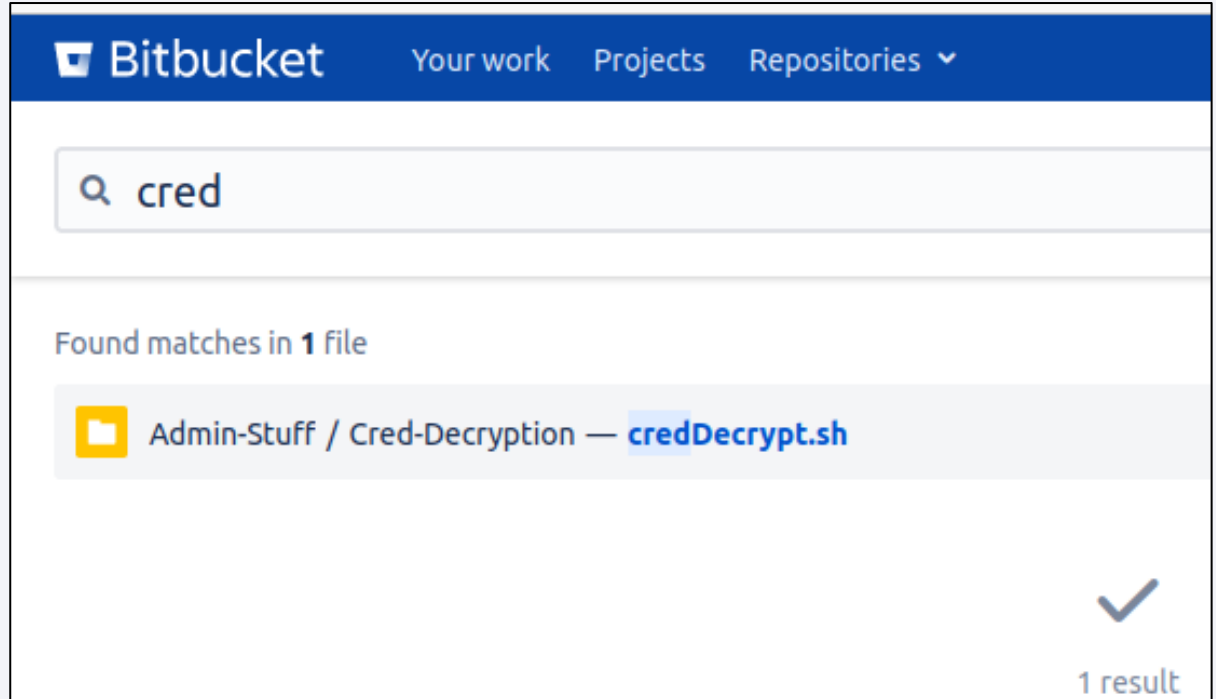 Bitbucket Your work Projects Repositories
cred
Found matches in 1 file
Admin-Stuff / Cred-Decryption — credDecrypt.sh
1 result